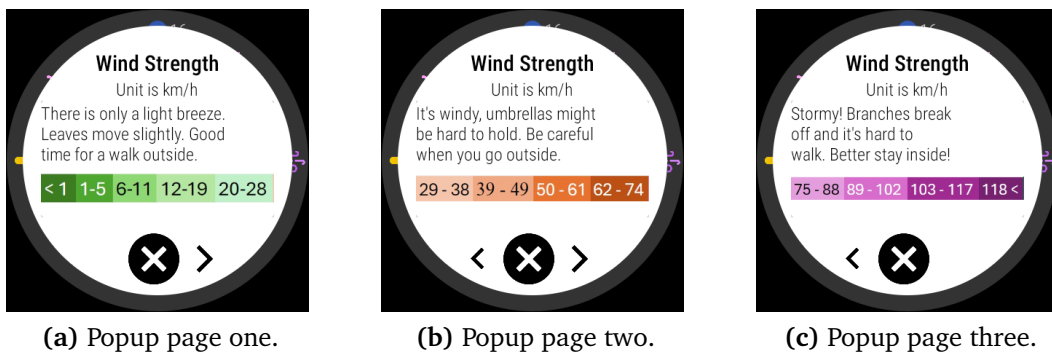 Wind Strength
Unit is km/h
There is only a light breeze.
Leaves move slightly. Good
time for a walk outside.
< 1 1-5 6-11 12-19 20-28
(a) Popup page one.
Wind Strength
Unit is km/h
It's windy, umbrellas might
be hard to hold. Be careful
when you go outside.
29 - 38 39 - 49 50 - 61 62 - 74
(b) Popup page two.
Wind Strength
Unit is km/h
Stormy! Branches break
off and it's hard to
walk. Better stay inside!
75 - 88 89 - 102 103 - 117 118 <
(c) Popup page three.